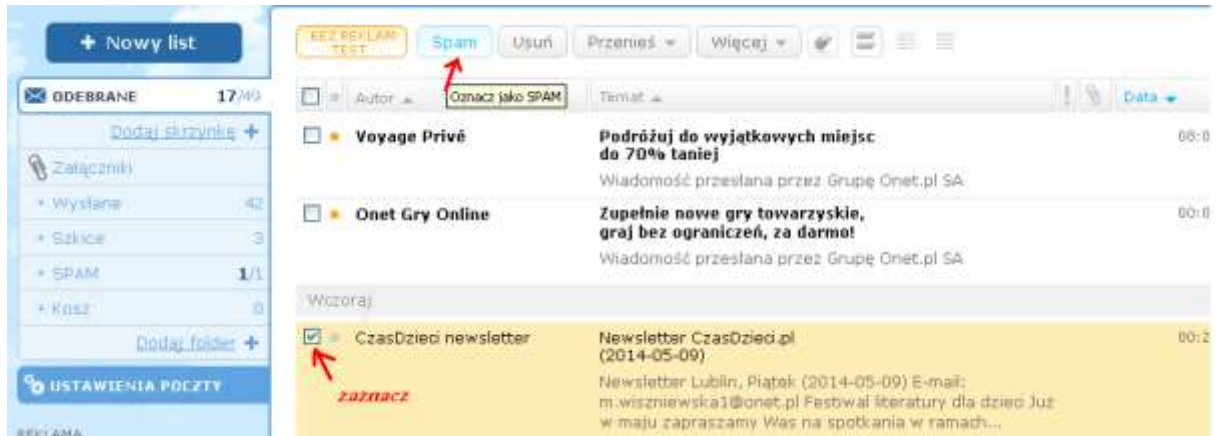 + Nowy list
BEZ REKLAM
TEST
Spam
Usuń
Przenieś
Więcej
ODEBRANE 17/49
Autor
Oznacz jako SPAM
Temat
!
Data
Dodaj skrzynkę +
Załączniki
Wysłane 42
Szkice 3
SPAM 1/1
Kosz 0
Dodaj folder +
USTAWIENIA POCZTY
REKLAMA
Voyage Privé
Podróżuj do wyjątkowych miejsc
do 70% taniej
Wiadomość przesłana przez Grupę Onet.pl SA
Onet Gry Online
Zupełnie nowe gry towarzyskie,
graj bez ograniczeń, za darmo!
Wiadomość przesłana przez Grupę Onet.pl SA
Wczoraj
CzasDzieci newsletter
Newsletter CzasDzieci.pl
(2014-05-09)
Newsletter Lublin, Piątek (2014-05-09) E-mail:
m.wiszniewska1@onet.pl Festiwal literatury dla dzieci Już
w maju zapraszamy Was na spotkania w ramach...
zaznacz